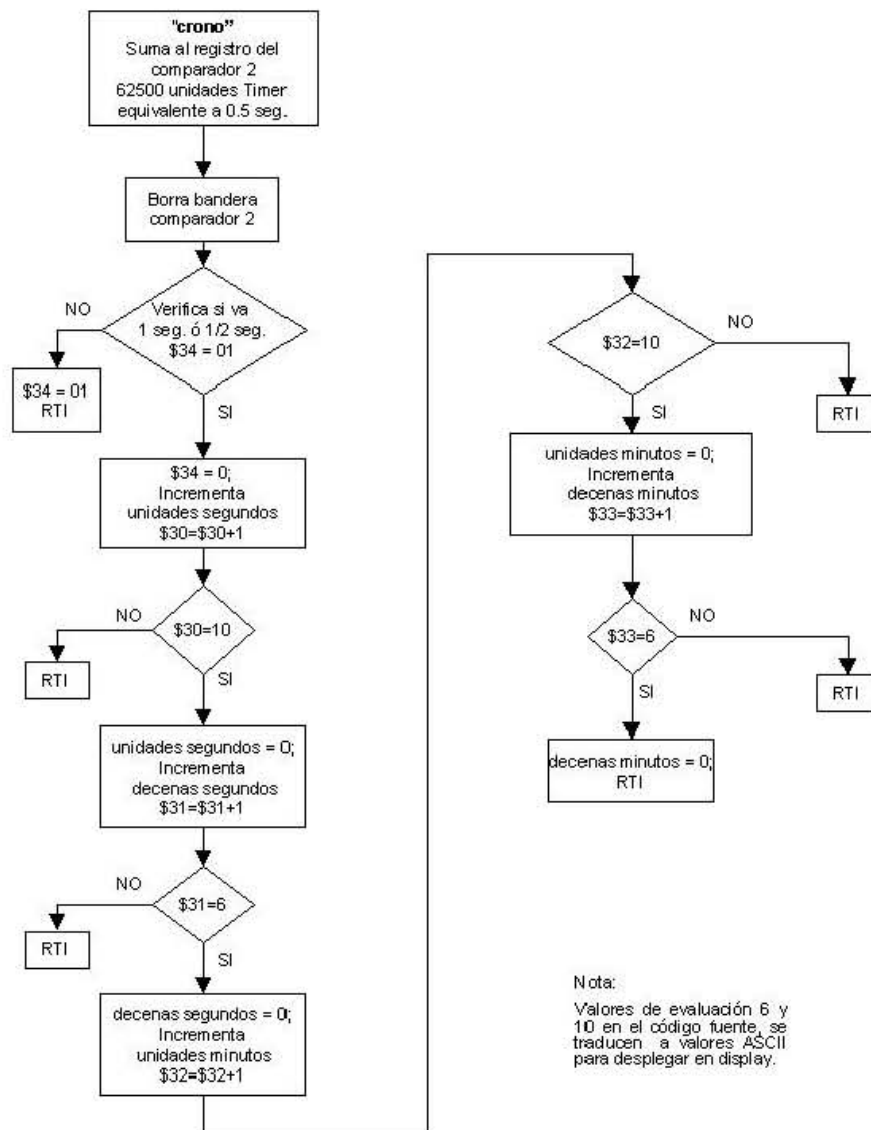 "crono"
Suma al registro del
comparador 2
62500 unidades Timer
equivalente a 0.5 seg.
Borra bandera
comparador 2
Verifica si va
1 seg. ó 1/2 seg.
$34 = 01
NO
$34 = 01
RTI
SI
$34 = 0;
Incrementa
unidades segundos
$30=$30+1
$30=10
NO
RTI
SI
unidades segundos = 0;
Incrementa
decenas segundos
$31=$31+1
$31=6
NO
RTI
SI
decenas segundos = 0;
Incrementa
unidades minutos
$32=$32+1
$32=10
NO
RTI
SI
unidades minutos = 0;
Incrementa
decenas minutos
$33=$33+1
$33=6
NO
RTI
SI
decenas minutos = 0;
RTI
Nota:
Valores de evaluación 6 y
10 en el código fuente, se
traducen a valores ASCII
para desplegar en display.